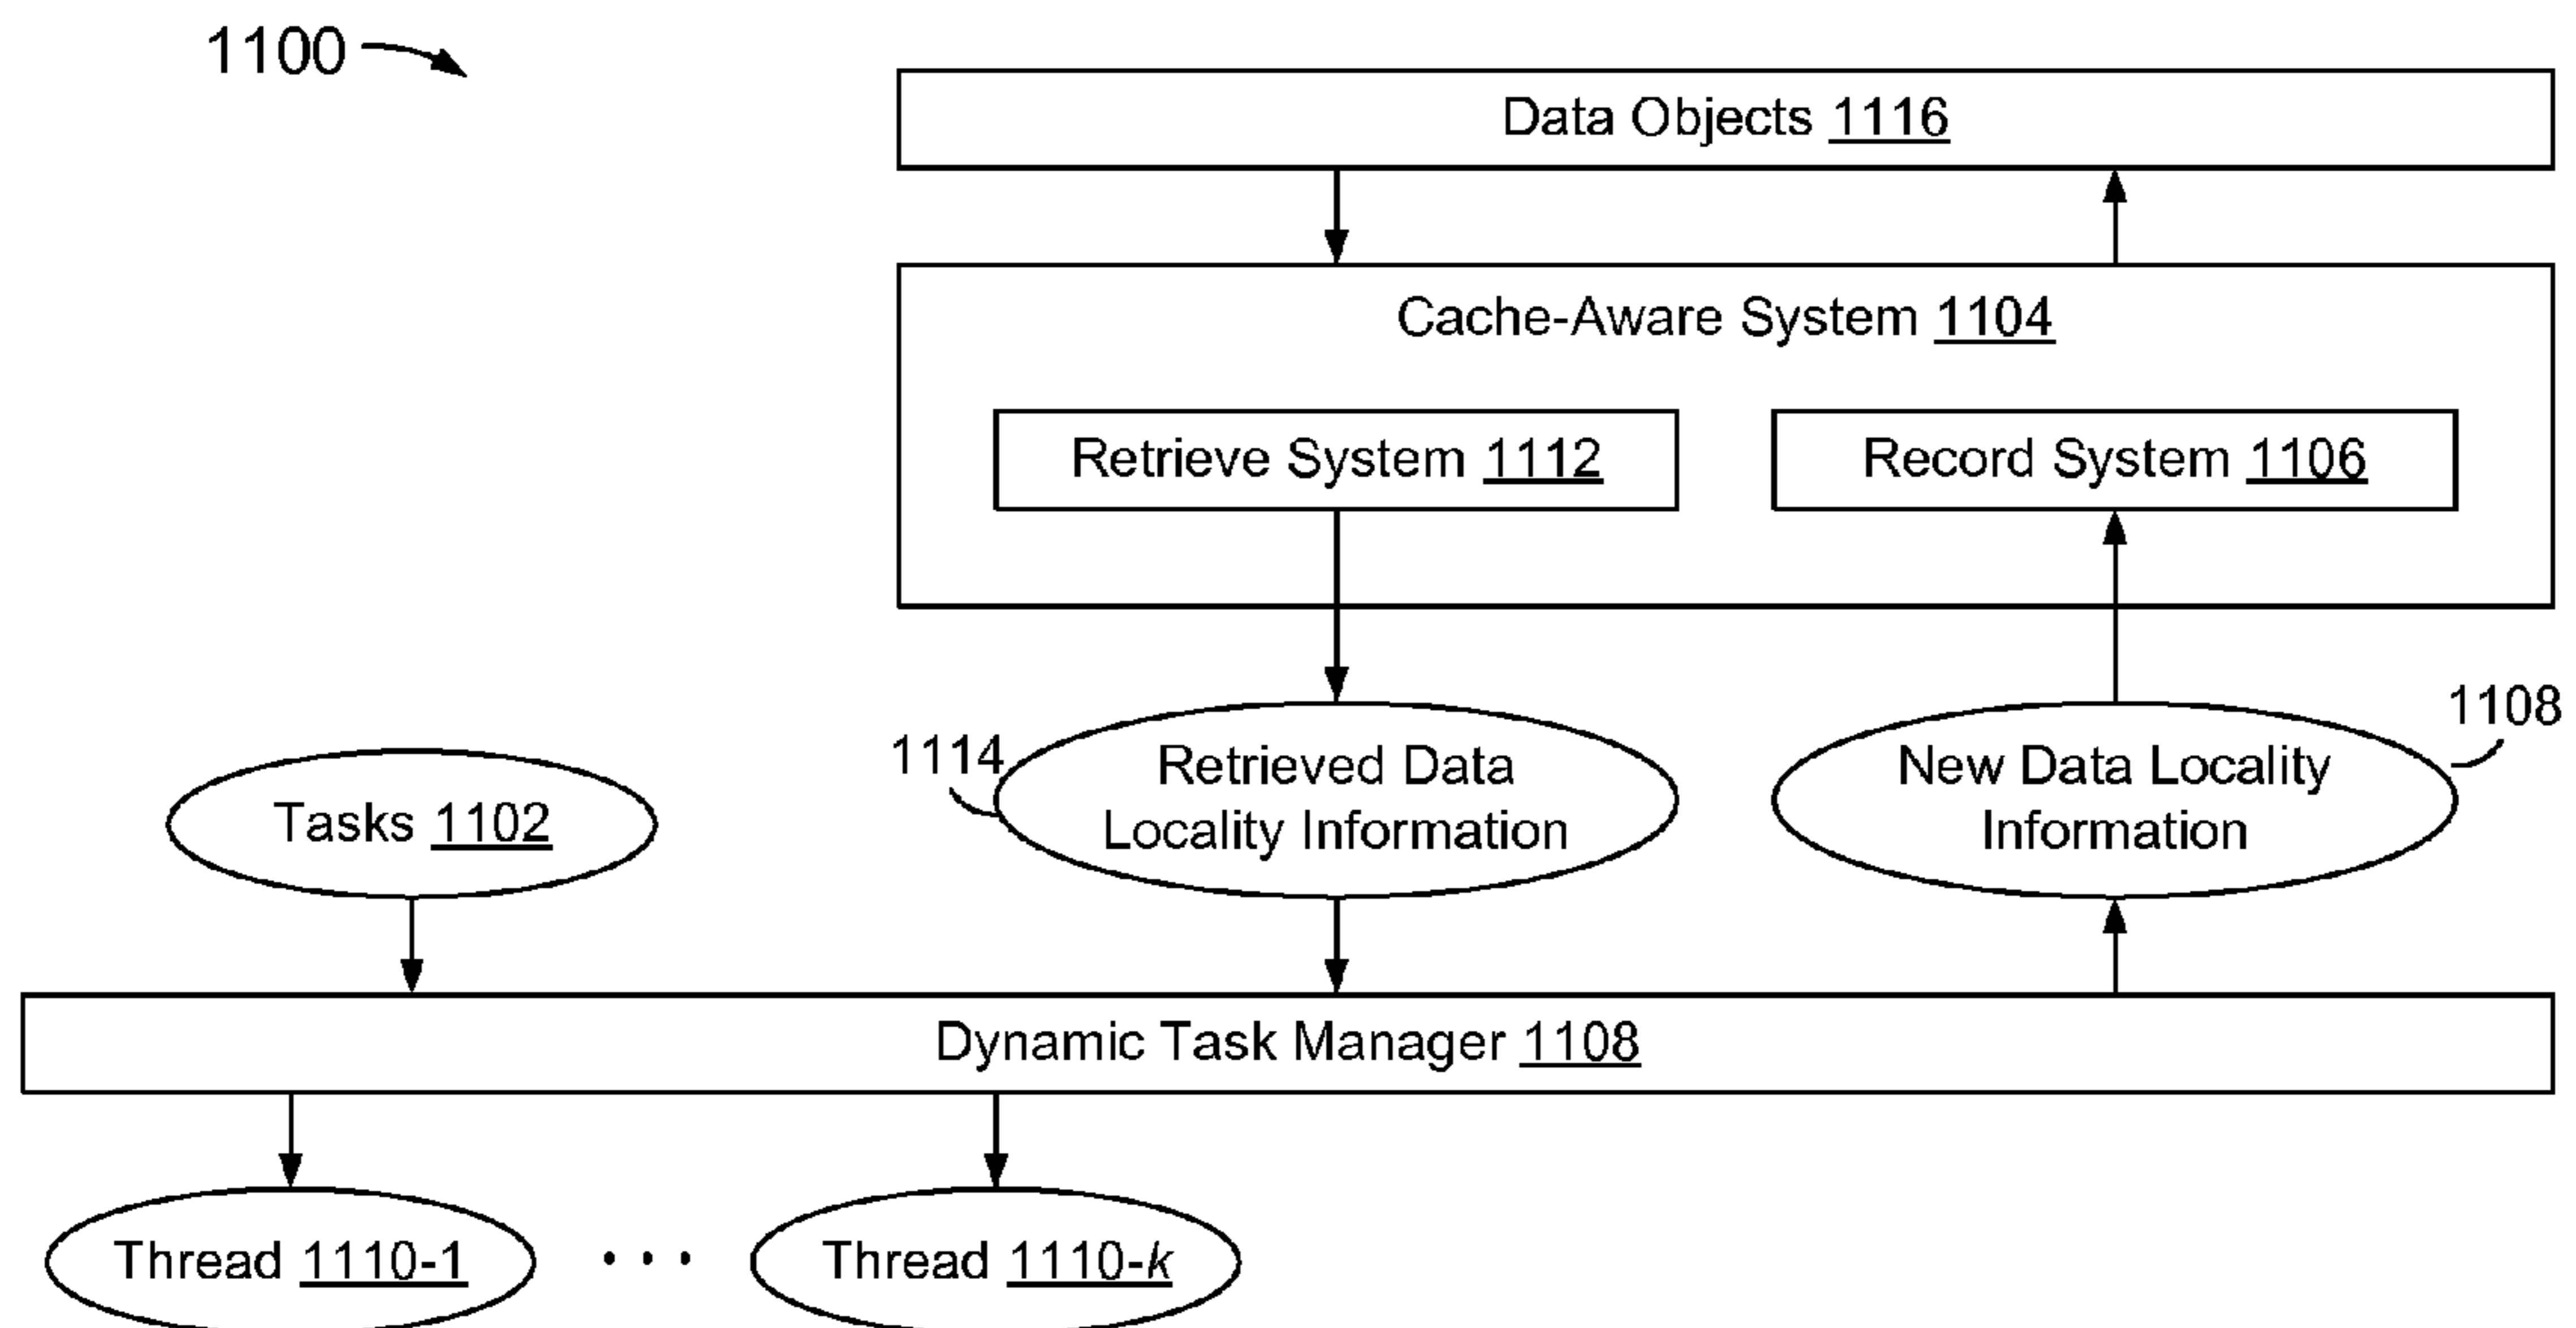 1100
Data Objects 1116
Cache-Aware System 1104
Retrieve System 1112
Record System 1106
1108
1114
Retrieved Data
Locality Information
New Data Locality
Information
Tasks 1102
Dynamic Task Manager 1108
Thread 1110-1
. . .
Thread 1110-k